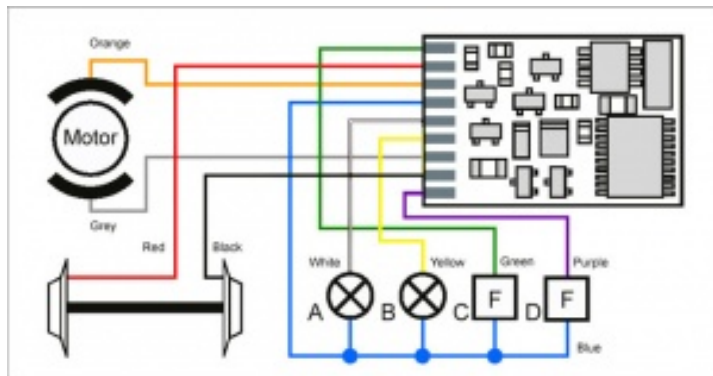 Orange
Motor
Grey
Red
Black
White
Yellow
Green
Purple
A
B
C
F
D
F
Blue